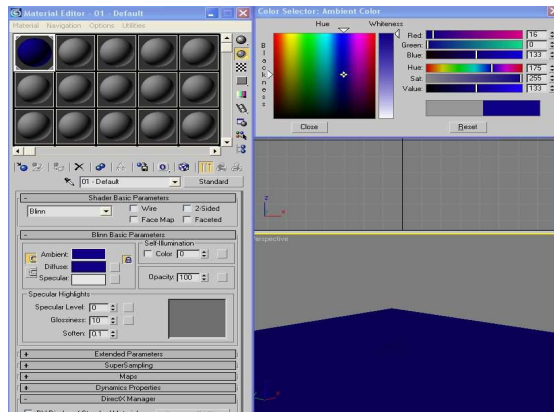 Material Editor - 01 - Default
Material Navigation Options Utilities
01 - Default
Standard
Shader Basic Parameters
Blinn
Wire
2-Sided
Face Map
Faceted
Blinn Basic Parameters
Self-Illumination
Ambient:
Color 0
Diffuse:
Specular:
Opacity: 100
Specular Highlights
Specular Level: 0
Glossiness: 10
Soften: 0.1
Extended Parameters
SuperSampling
Maps
Dynamics Properties
DirectX Manager
Color Selector: Ambient Color
Hue
Whiteness
Blackness
Red: 16
Green: 0
Blue: 133
Hue: 175
Sat: 255
Value: 133
Close
Reset
z
x
Perspective